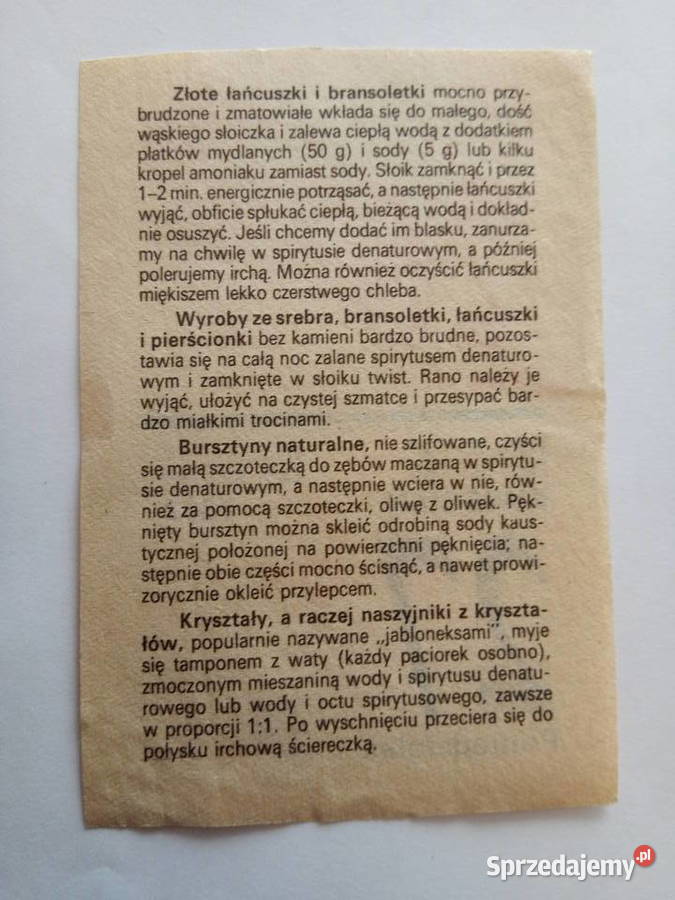 Złote łańcuszki i bransoletki mocno przy-
brudzone i zmatowiałe wkłada się do małego, dość
wąskiego słoiczka i zalewa ciepłą wodą z dodatkiem
płatków mydlanych (50 g) i sody (5 g) lub kilku
kropel amoniaku zamiast sody. Słoik zamknąć i przez
1–2 min. energicznie potrząsać, a następnie łańcuszki
wyjąć, obficie spłukać ciepłą, bieżącą wodą i dokład-
nie osuszyć. Jeśli chcemy dodać im blasku, zanurza-
my na chwilę w spirytusie denaturowym, a później
polerujemy irchą. Można również oczyścić łańcuszki
miękiszem lekko czerstwego chleba.
Wyroby ze srebra, bransoletki, łańcuszki
i pierścionki bez kamieni bardzo brudne, pozos-
tawia się na całą noc zalane spirytusem denaturo-
wym i zamknięte w słoiku twist. Rano należy je
wyjąć, ułożyć na czystej szmatce i przesypać bar-
dzo miałkimi trocinami.
Bursztyny naturalne, nie szlifowane, czyści
się małą szczoteczką do zębów maczaną w spirytu-
sie denaturowym, a następnie wciera w nie, rów-
nież za pomocą szczoteczki, oliwę z oliwek. Pęk-
nięty bursztyn można skleić odrobiną sody kaus-
tycznej położonej na powierzchni pęknięcia; na-
stępnie obie części mocno ścisnąć, a nawet prowi-
zorycznie okleić przylepcem.
Kryształy, a raczej naszyjniki z kryszta-
łów, popularnie nazywane „jabloneksami”, myje
się tamponem z waty (każdy paciorek osobno),
zmoczonym mieszaniną wody i spirytusu denatu-
rowego lub wody i octu spirytusowego, zawsze
w proporcji 1:1. Po wyschnięciu przeciera się do
połysku irchową ściereczką.
Sprzedajemy.pl